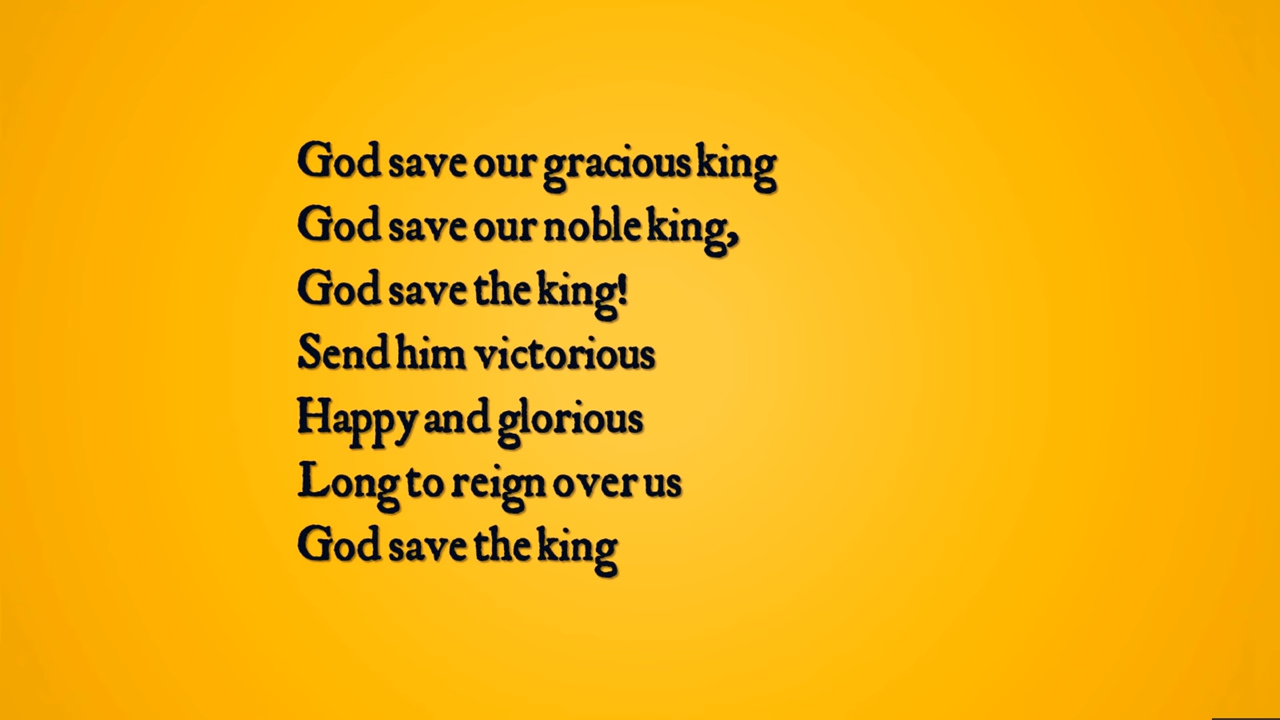 God save our gracious king
God save our noble king,
God save the king!
Send him victorious
Happy and glorious
Long to reign over us
God save the king